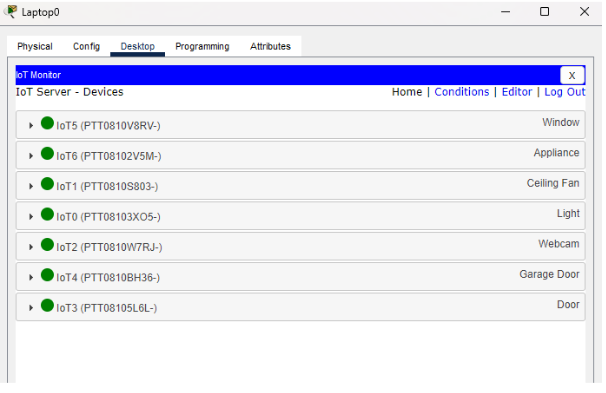 Laptop0
Physical Config Desktop Programming Attributes
IoT Monitor X
IoT Server - Devices Home | Conditions | Editor | Log Out
IoT5 (PTT0810V8RV-) Window
IoT6 (PTT08102V5M-) Appliance
IoT1 (PTT0810S803-) Ceiling Fan
IoT0 (PTT08103XO5-) Light
IoT2 (PTT0810W7RJ-) Webcam
IoT4 (PTT0810BH36-) Garage Door
IoT3 (PTT08105L6L-) Door